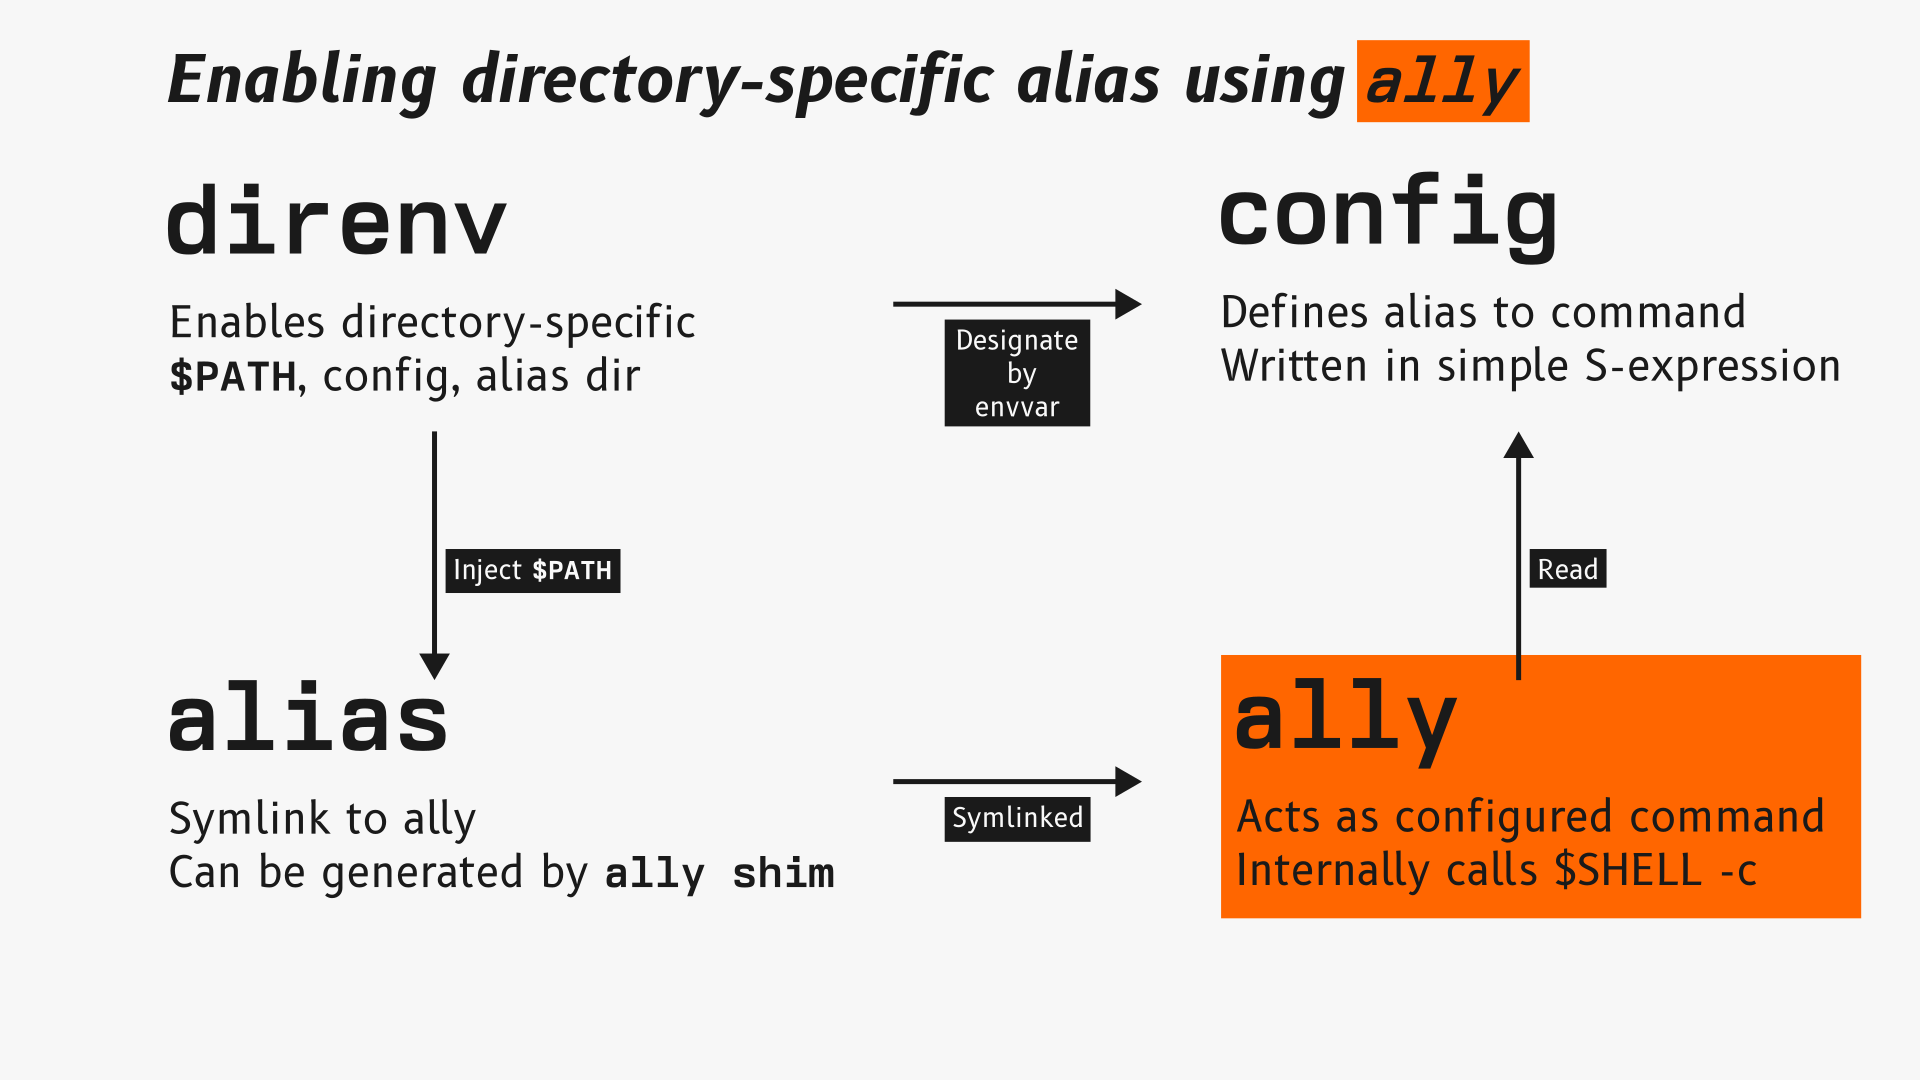 Enabling directory-specific alias using ally
direnv
Enables directory-specific
$PATH, config, alias dir
Designate
by
envvar
config
Defines alias to command
Written in simple S-expression
Inject $PATH
Read
alias
Symlink to ally
Can be generated by ally shim
Symlinked
ally
Acts as configured command
Internally calls $SHELL -c